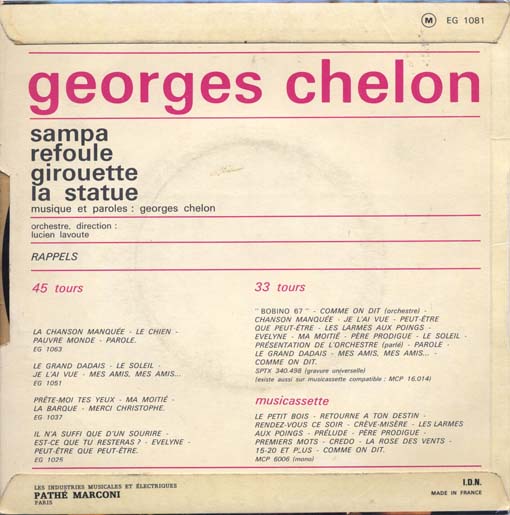 M EG 1081
georges chelon
sampa
refoule
girouette
la statue
musique et paroles : georges chelon
orchestre, direction :
lucien lavoute
RAPPELS
45 tours
LA CHANSON MANQUÉE - LE CHIEN -
PAUVRE MONDE - PAROLE.
EG 1063
LE GRAND DADAIS - LE SOLEIL -
JE L'AI VUE - MES AMIS, MES AMIS...
EG 1051
PRÊTE-MOI TES YEUX - MA MOITIÉ -
LA BARQUE - MERCI CHRISTOPHE.
EG 1037
IL N'A SUFFI QUE D'UN SOURIRE -
EST-CE QUE TU RESTERAS ? - EVELYNE -
PEUT-ÊTRE QUE PEUT-ÊTRE.
EG 1025
33 tours
" BOBINO 67 " - COMME ON DIT (orchestre) -
CHANSON MANQUÉE - JE L'AI VUE - PEUT-ÊTRE
QUE PEUT-ÊTRE - LES LARMES AUX POINGS -
EVELYNE - MA MOITIÉ - PÈRE PRODIGUE - LE SOLEIL -
PRÉSENTATION DE L'ORCHESTRE (parlé) - PAROLE -
LE GRAND DADAIS - MES AMIS, MES AMIS... -
COMME ON DIT.
SPTX 340.498 (gravure universelle)
(existe aussi sur musicassette compatible : MCP 16.014)
musicassette
LE PETIT BOIS - RETOURNE A TON DESTIN -
RENDEZ-VOUS CE SOIR - CRÈVE-MISÈRE - LES LARMES
AUX POINGS - PRÉLUDE - PÈRE PRODIGUE -
PREMIERS MOTS - CREDO - LA ROSE DES VENTS -
15-20 ET PLUS - COMME ON DIT.
MCP 6006 (mono)
LES INDUSTRIES MUSICALES ET ÉLECTRIQUES
PATHÉ MARCONI
PARIS
I.D.N.
MADE IN FRANCE